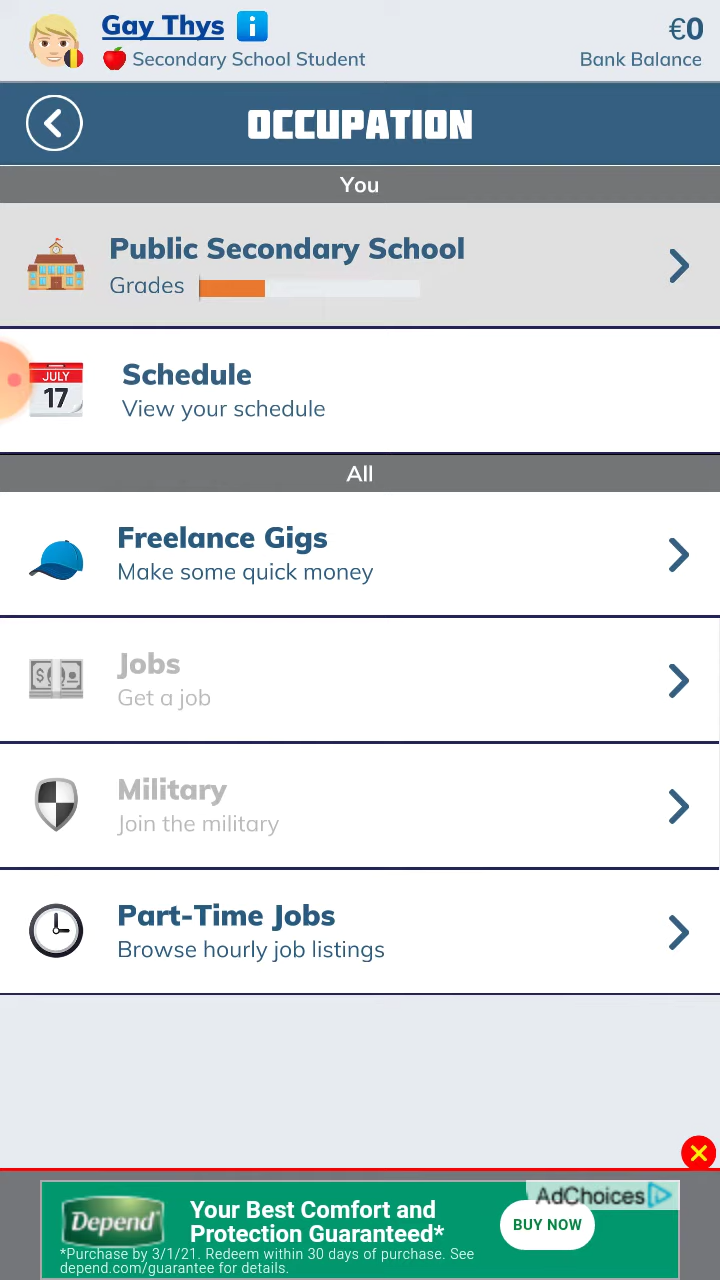 Gay Thys
€0
Secondary School Student
Bank Balance
OCCUPATION
You
Public Secondary School
Grades
JULY
17
Schedule
View your schedule
All
Freelance Gigs
Make some quick money
Jobs
Get a job
Military
Join the military
Part-Time Jobs
Browse hourly job listings
AdChoices
Depend
Your Best Comfort and
Protection Guaranteed*
BUY NOW
*Purchase by 3/1/21. Redeem within 30 days of purchase. See
depend.com/guarantee for details.